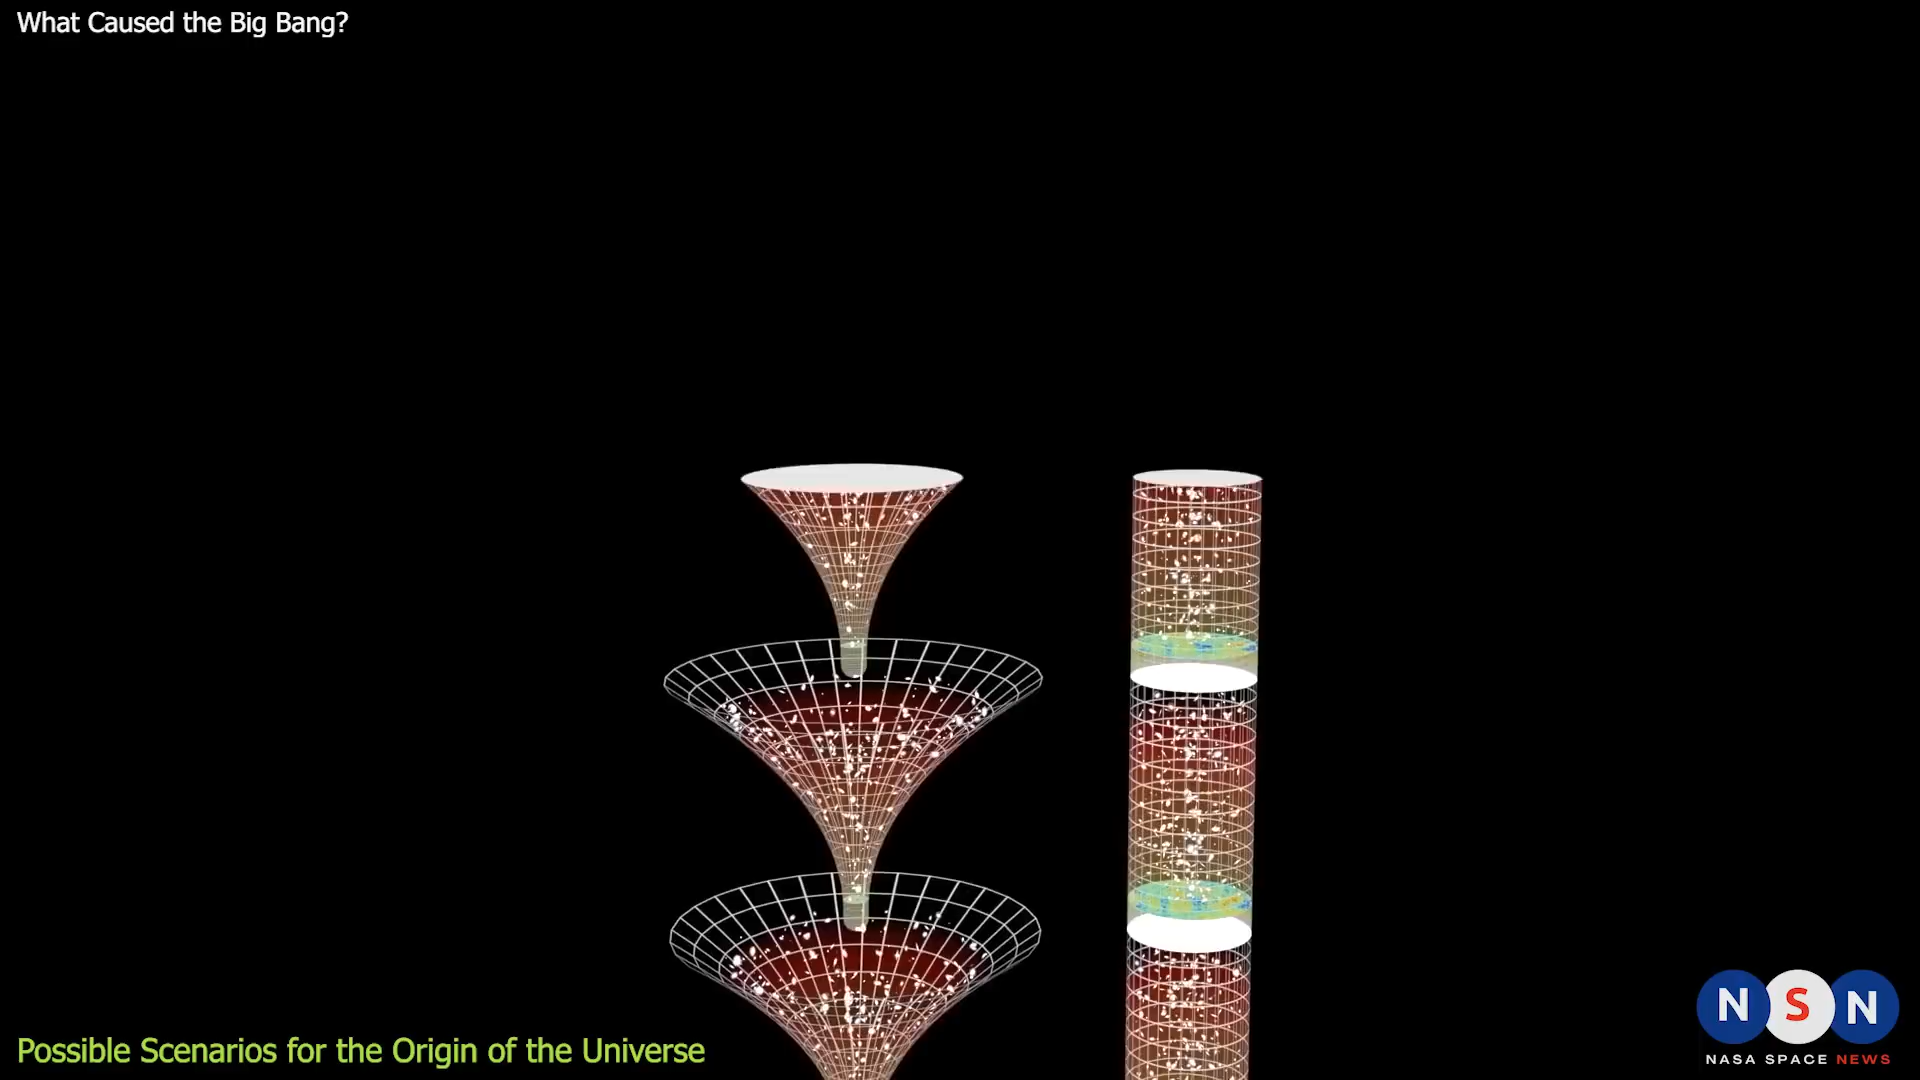 What Caused the Big Bang?
Possible Scenarios for the Origin of the Universe
NSN
NASA SPACE NEWS